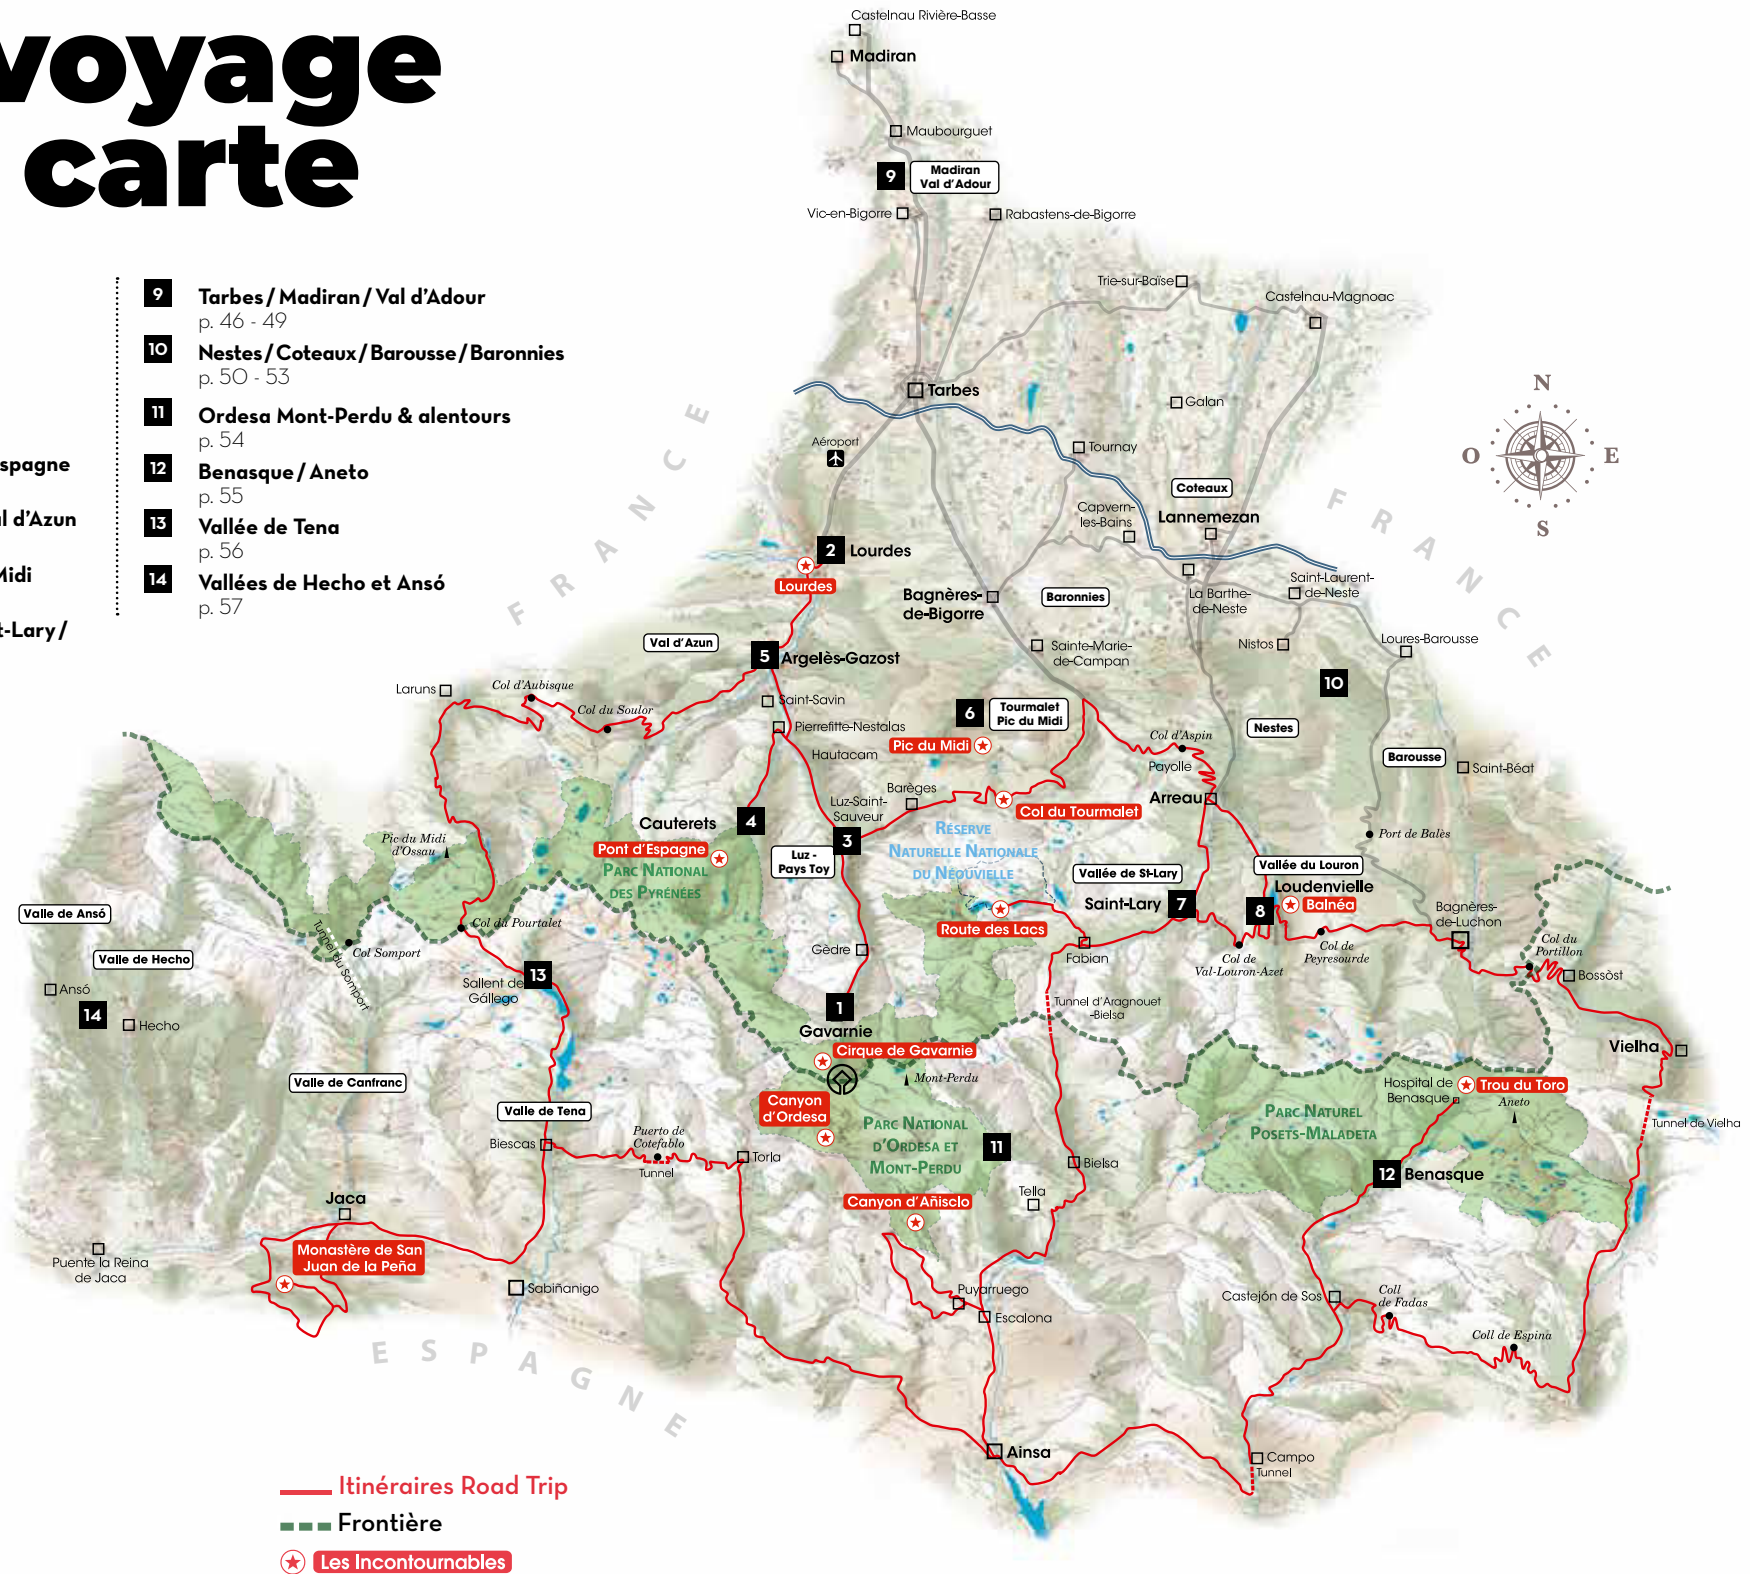 voyage
carte
9
Tarbes / Madiran / Val d'Adour
p. 46 - 49
10
Nestes / Coteaux / Barousse / Baronnies
p. 50 - 53
11
Ordesa Mont-Perdu & alentours
p. 54
12
Benasque / Aneto
p. 55
13
Vallée de Tena
p. 56
14
Vallées de Hecho et Ansó
p. 57
spagne
l d'Azun
Midi
t-Lary /
Castelnau Rivière-Basse
Madiran
Maubourguet
9
Madiran
Val d'Adour
Vic-en-Bigorre
Rabastens-de-Bigorre
Trie-sur-Baïse
Castelnau-Magnoac
Tarbes
Galan
Aéroport
Tournay
Coteaux
Capvern-
les-Bains
Lannemezan
FRANCE
FRANCE
N
O
E
S
2
Lourdes
Lourdes
Bagnères-
de-Bigorre
Baronnies
La Barthe-
de-Neste
Saint-Laurent-
de-Neste
Val d'Azun
5
Argelès-Gazost
Sainte-Marie-
de-Campan
Nistos
Loures-Barousse
10
Laruns
Col d'Aubisque
Col du Soulor
Saint-Savin
Pierrefitte-Nestalas
Hautacam
6
Tourmalet
Pic du Midi
Pic du Midi
Col d'Aspin
Payolle
Nestes
Barousse
Saint-Béat
Barèges
Luz-Saint-
Sauveur
Col du Tourmalet
Arreau
Port de Balès
Pic du Midi
d'Ossau
Cauterets
4
3
Pont d'Espagne
Parc National
des Pyrénées
Luz -
Pays Toy
Réserve
Naturelle Nationale
du Néouvielle
Vallée de St-Lary
Saint-Lary
7
Vallée du Louron
Loudenvielle
8
Balnéa
Bagnères-
de-Luchon
Route des Lacs
Fabian
Col de
Val-Louron-Azet
Col de
Peyresourde
Col du
Portillon
Bossòst
Valle de Ansó
Valle de Hecho
Ansó
14
Hecho
Tunnel du Somport
Col Somport
Col du Pourtalet
Sallent de
Gállego
13
Gèdre
1
Gavarnie
Cirque de Gavarnie
Mont-Perdu
Tunnel d'Aragnouet
-Bielsa
Vielha
Valle de Canfranc
Valle de Tena
Biescas
Puerto de
Cotefablo
Tunnel
Torla
Canyon
d'Ordesa
Parc National
d'Ordesa et
Mont-Perdu
11
Bielsa
Tella
Canyon d'Añisclo
Parc Naturel
Posets-Maladeta
Hospital de
Benasque
Trou du Toro
Aneto
Tunnel de Vielha
12
Benasque
Jaca
Monastère de San
Juan de la Peña
Puente la Reina
de Jaca
Sabiñanigo
Puyarruego
Escalona
Castejón de Sos
Coll
de Fadas
Coll de Espina
ESPAGNE
Ainsa
Campo
Tunnel
Itinéraires Road Trip
Frontière
Les Incontournables